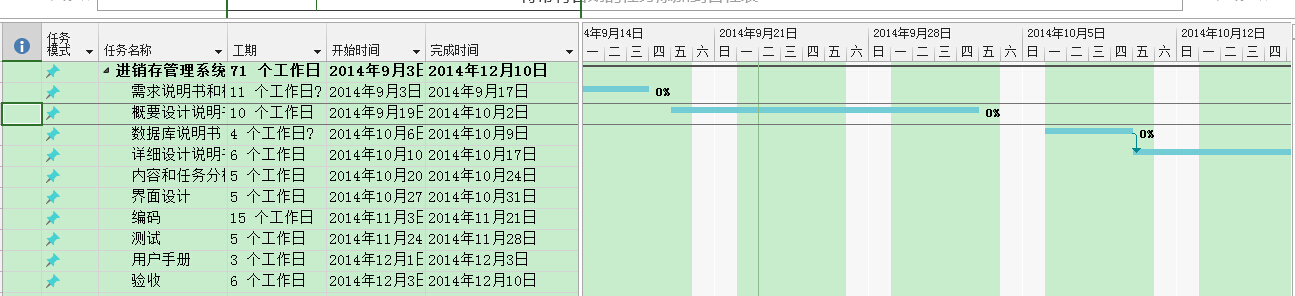 任务模式 任务名称 工期 开始时间 完成时间
4年9月14日 2014年9月21日 2014年9月28日 2014年10月5日 2014年10月12日
一 二 三 四 五 六 日 一 二 三 四 五 六 日 一 二 三 四 五 六 日 一 二 三 四 五 六 日 一 二 三 四
进销存管理系统 71 个工作日 2014年9月3日 2014年12月10日
需求说明书和 11 个工作日? 2014年9月3日 2014年9月17日 0%
概要设计说明 10 个工作日 2014年9月19日 2014年10月2日 0%
数据库说明书 4 个工作日? 2014年10月6日 2014年10月9日 0%
详细设计说明 6 个工作日 2014年10月10 2014年10月17日
内容和任务分 5 个工作日 2014年10月20 2014年10月24日
界面设计 5 个工作日 2014年10月27 2014年10月31日
编码 15 个工作日 2014年11月3日 2014年11月21日
测试 5 个工作日 2014年11月24 2014年11月28日
用户手册 3 个工作日 2014年12月1日 2014年12月3日
验收 6 个工作日 2014年12月3日 2014年12月10日